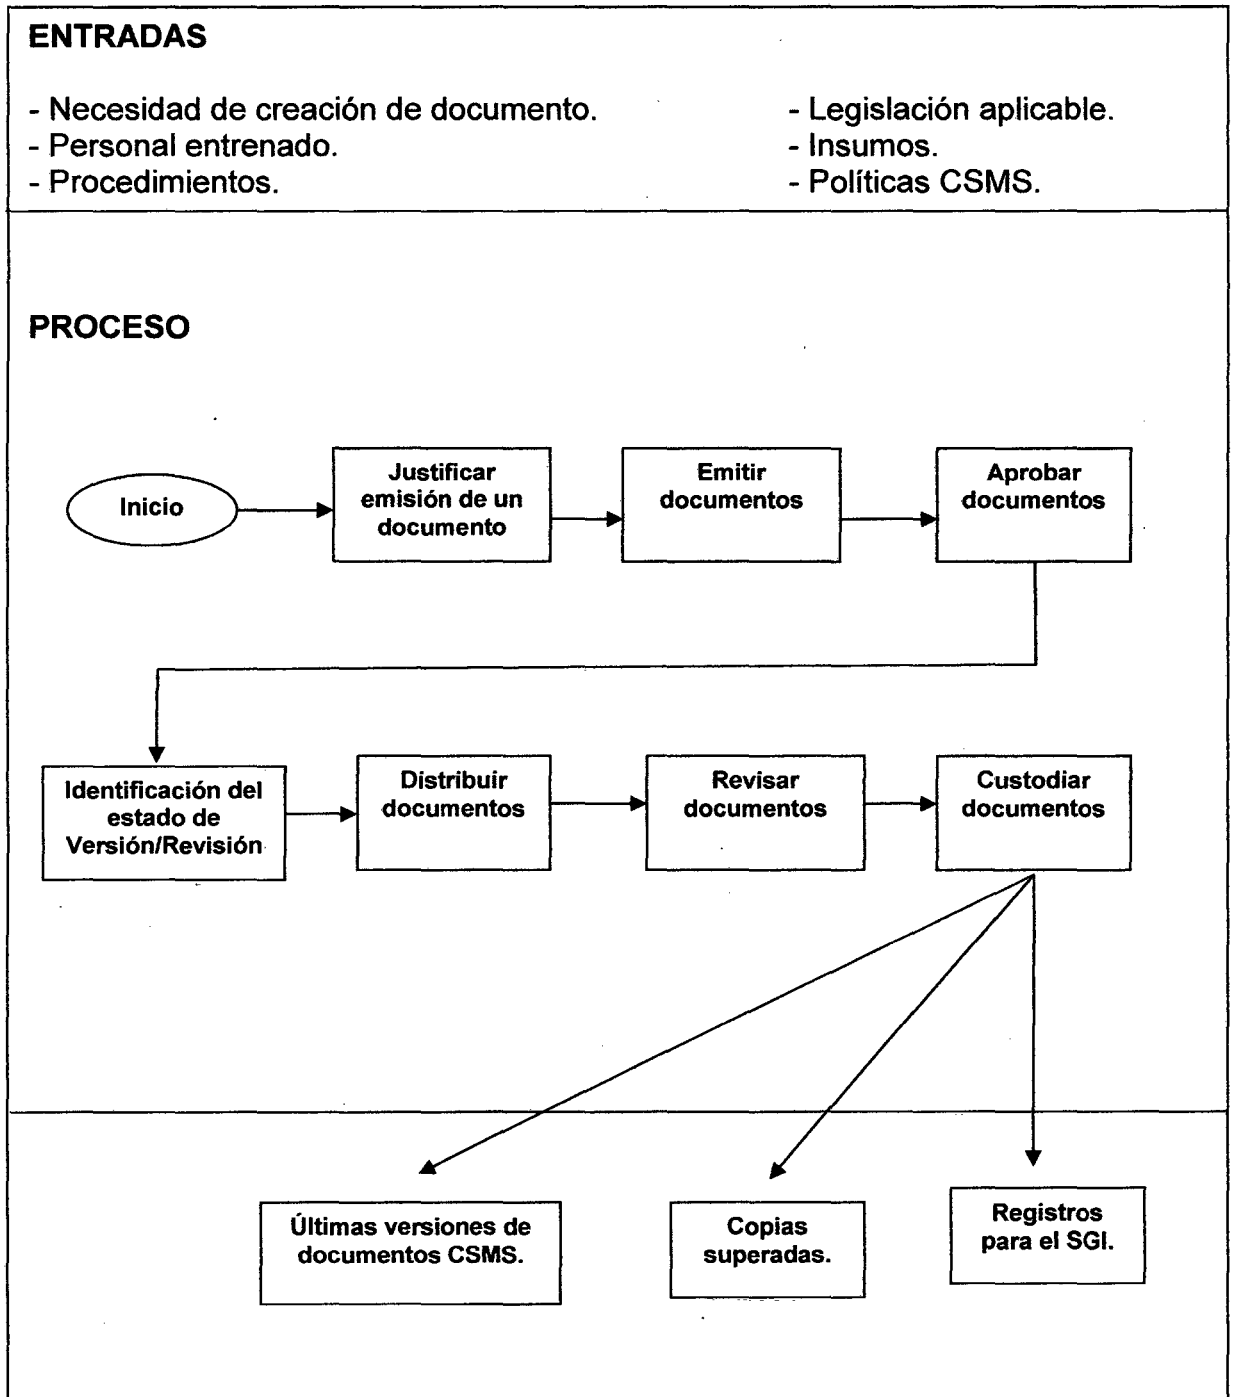 ENTRADAS
- Necesidad de creación de documento.
- Legislación aplicable.
- Personal entrenado.
- Insumos.
- Procedimientos.
- Políticas CSMS.
PROCESO
Inicio
Justificar
emisión de un
documento
Emitir
documentos
Aprobar
documentos
Identificación del
estado de
Versión/Revisión
Distribuir
documentos
Revisar
documentos
Custodiar
documentos
Últimas versiones de
documentos CSMS.
Copias
superadas.
Registros
para el SGI.